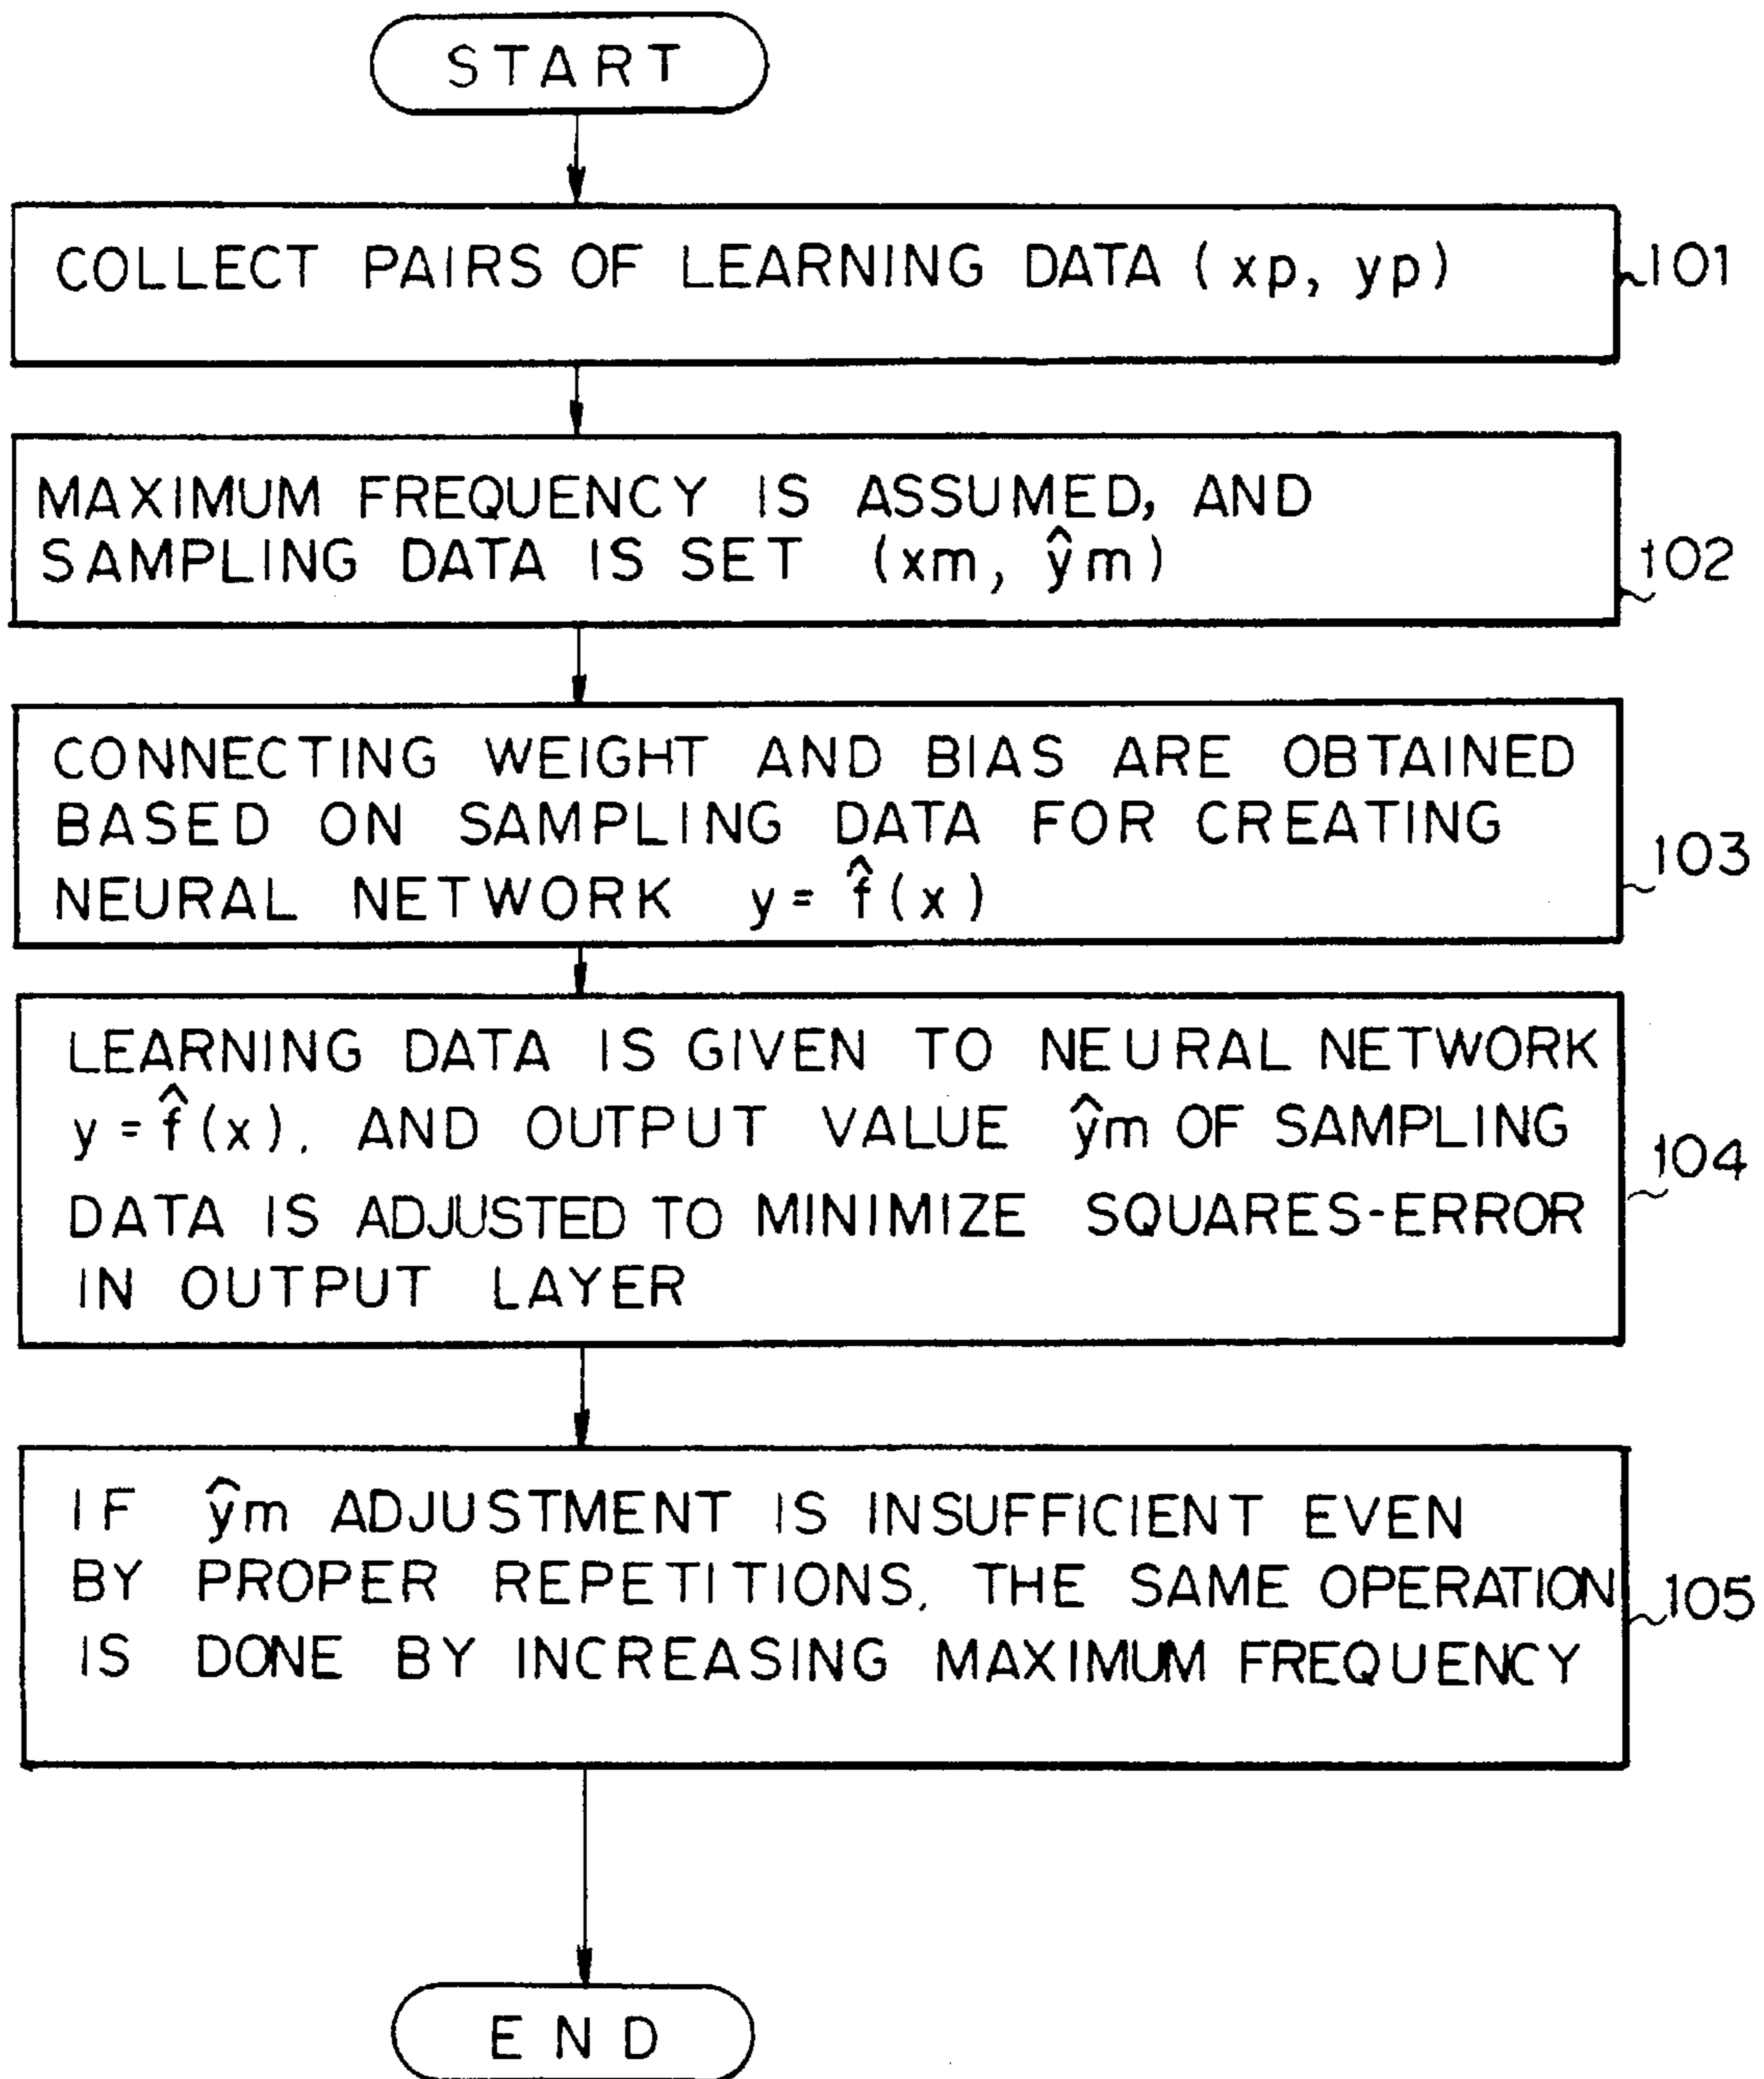 START
COLLECT PAIRS OF LEARNING DATA (xp, yp)
101
MAXIMUM FREQUENCY IS ASSUMED, AND
SAMPLING DATA IS SET (xm, ŷm)
102
CONNECTING WEIGHT AND BIAS ARE OBTAINED
BASED ON SAMPLING DATA FOR CREATING
NEURAL NETWORK y = f̂(x)
103
LEARNING DATA IS GIVEN TO NEURAL NETWORK
y = f̂(x). AND OUTPUT VALUE ŷm OF SAMPLING
DATA IS ADJUSTED TO MINIMIZE SQUARES-ERROR
IN OUTPUT LAYER
104
IF ŷm ADJUSTMENT IS INSUFFICIENT EVEN
BY PROPER REPETITIONS, THE SAME OPERATION
IS DONE BY INCREASING MAXIMUM FREQUENCY
105
END